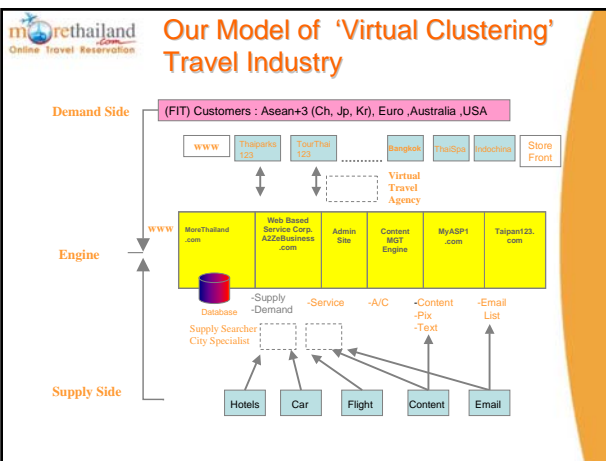 morethailand
.com
Online Travel Reservation
Our Model of ‘Virtual Clustering’
Travel Industry
Demand Side
(FIT) Customers : Asean+3 (Ch, Jp, Kr), Euro ,Australia ,USA
www
Thaiparks
123
TourThai
123
..........
Bangkok
ThaiSpa
Indochina
Store
Front
Virtual
Travel
Agency
www
Engine
MoreThailand
.com
Web Based
Service Corp.
A2ZeBusiness
.com
Admin
Site
Content
MGT
Engine
MyASP1
.com
Taipan123.
com
Database
-Supply
-Demand
-Service
-A/C
-Content
-Pix
-Text
-Email
List
Supply Searcher
City Specialist
Supply Side
Hotels
Car
Flight
Content
Email